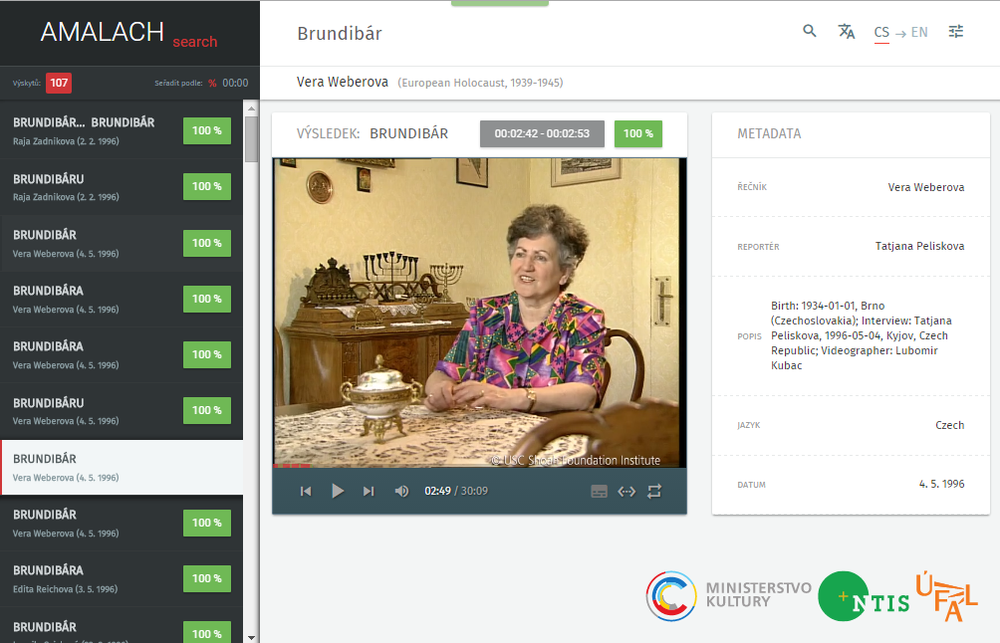 AMALACH search
Výskytů: 107
Seřadit podle: % 00:00
BRUNDIBÁR... BRUNDIBÁR
Raja Zadnikova (2. 2. 1996)
100 %
BRUNDIBÁRU
Raja Zadnikova (2. 2. 1996)
100 %
BRUNDIBÁR
Vera Weberova (4. 5. 1996)
100 %
BRUNDIBÁRA
Vera Weberova (4. 5. 1996)
100 %
BRUNDIBÁRA
Vera Weberova (4. 5. 1996)
100 %
BRUNDIBÁRU
Vera Weberova (4. 5. 1996)
100 %
BRUNDIBÁR
Vera Weberova (4. 5. 1996)
BRUNDIBÁR
Vera Weberova (4. 5. 1996)
100 %
BRUNDIBÁRA
Edita Reichova (3. 5. 1996)
100 %
BRUNDIBÁR
100 %
Brundibár
CS → EN
Vera Weberova (European Holocaust, 1939-1945)
VÝSLEDEK: BRUNDIBÁR
00:02:42 - 00:02:53
100 %
© USC Shoah Foundation Institute
02:49 / 30:09
METADATA
ŘEČNÍK Vera Weberova
REPORTÉR Tatjana Peliskova
POPIS
Birth: 1934-01-01, Brno
(Czechoslovakia); Interview: Tatjana
Peliskova, 1996-05-04, Kyjov, Czech
Republic; Videographer: Lubomir
Kubac
JAZYK Czech
DATUM 4. 5. 1996
MINISTERSTVO
KULTURY
NTIS
ÚFAL